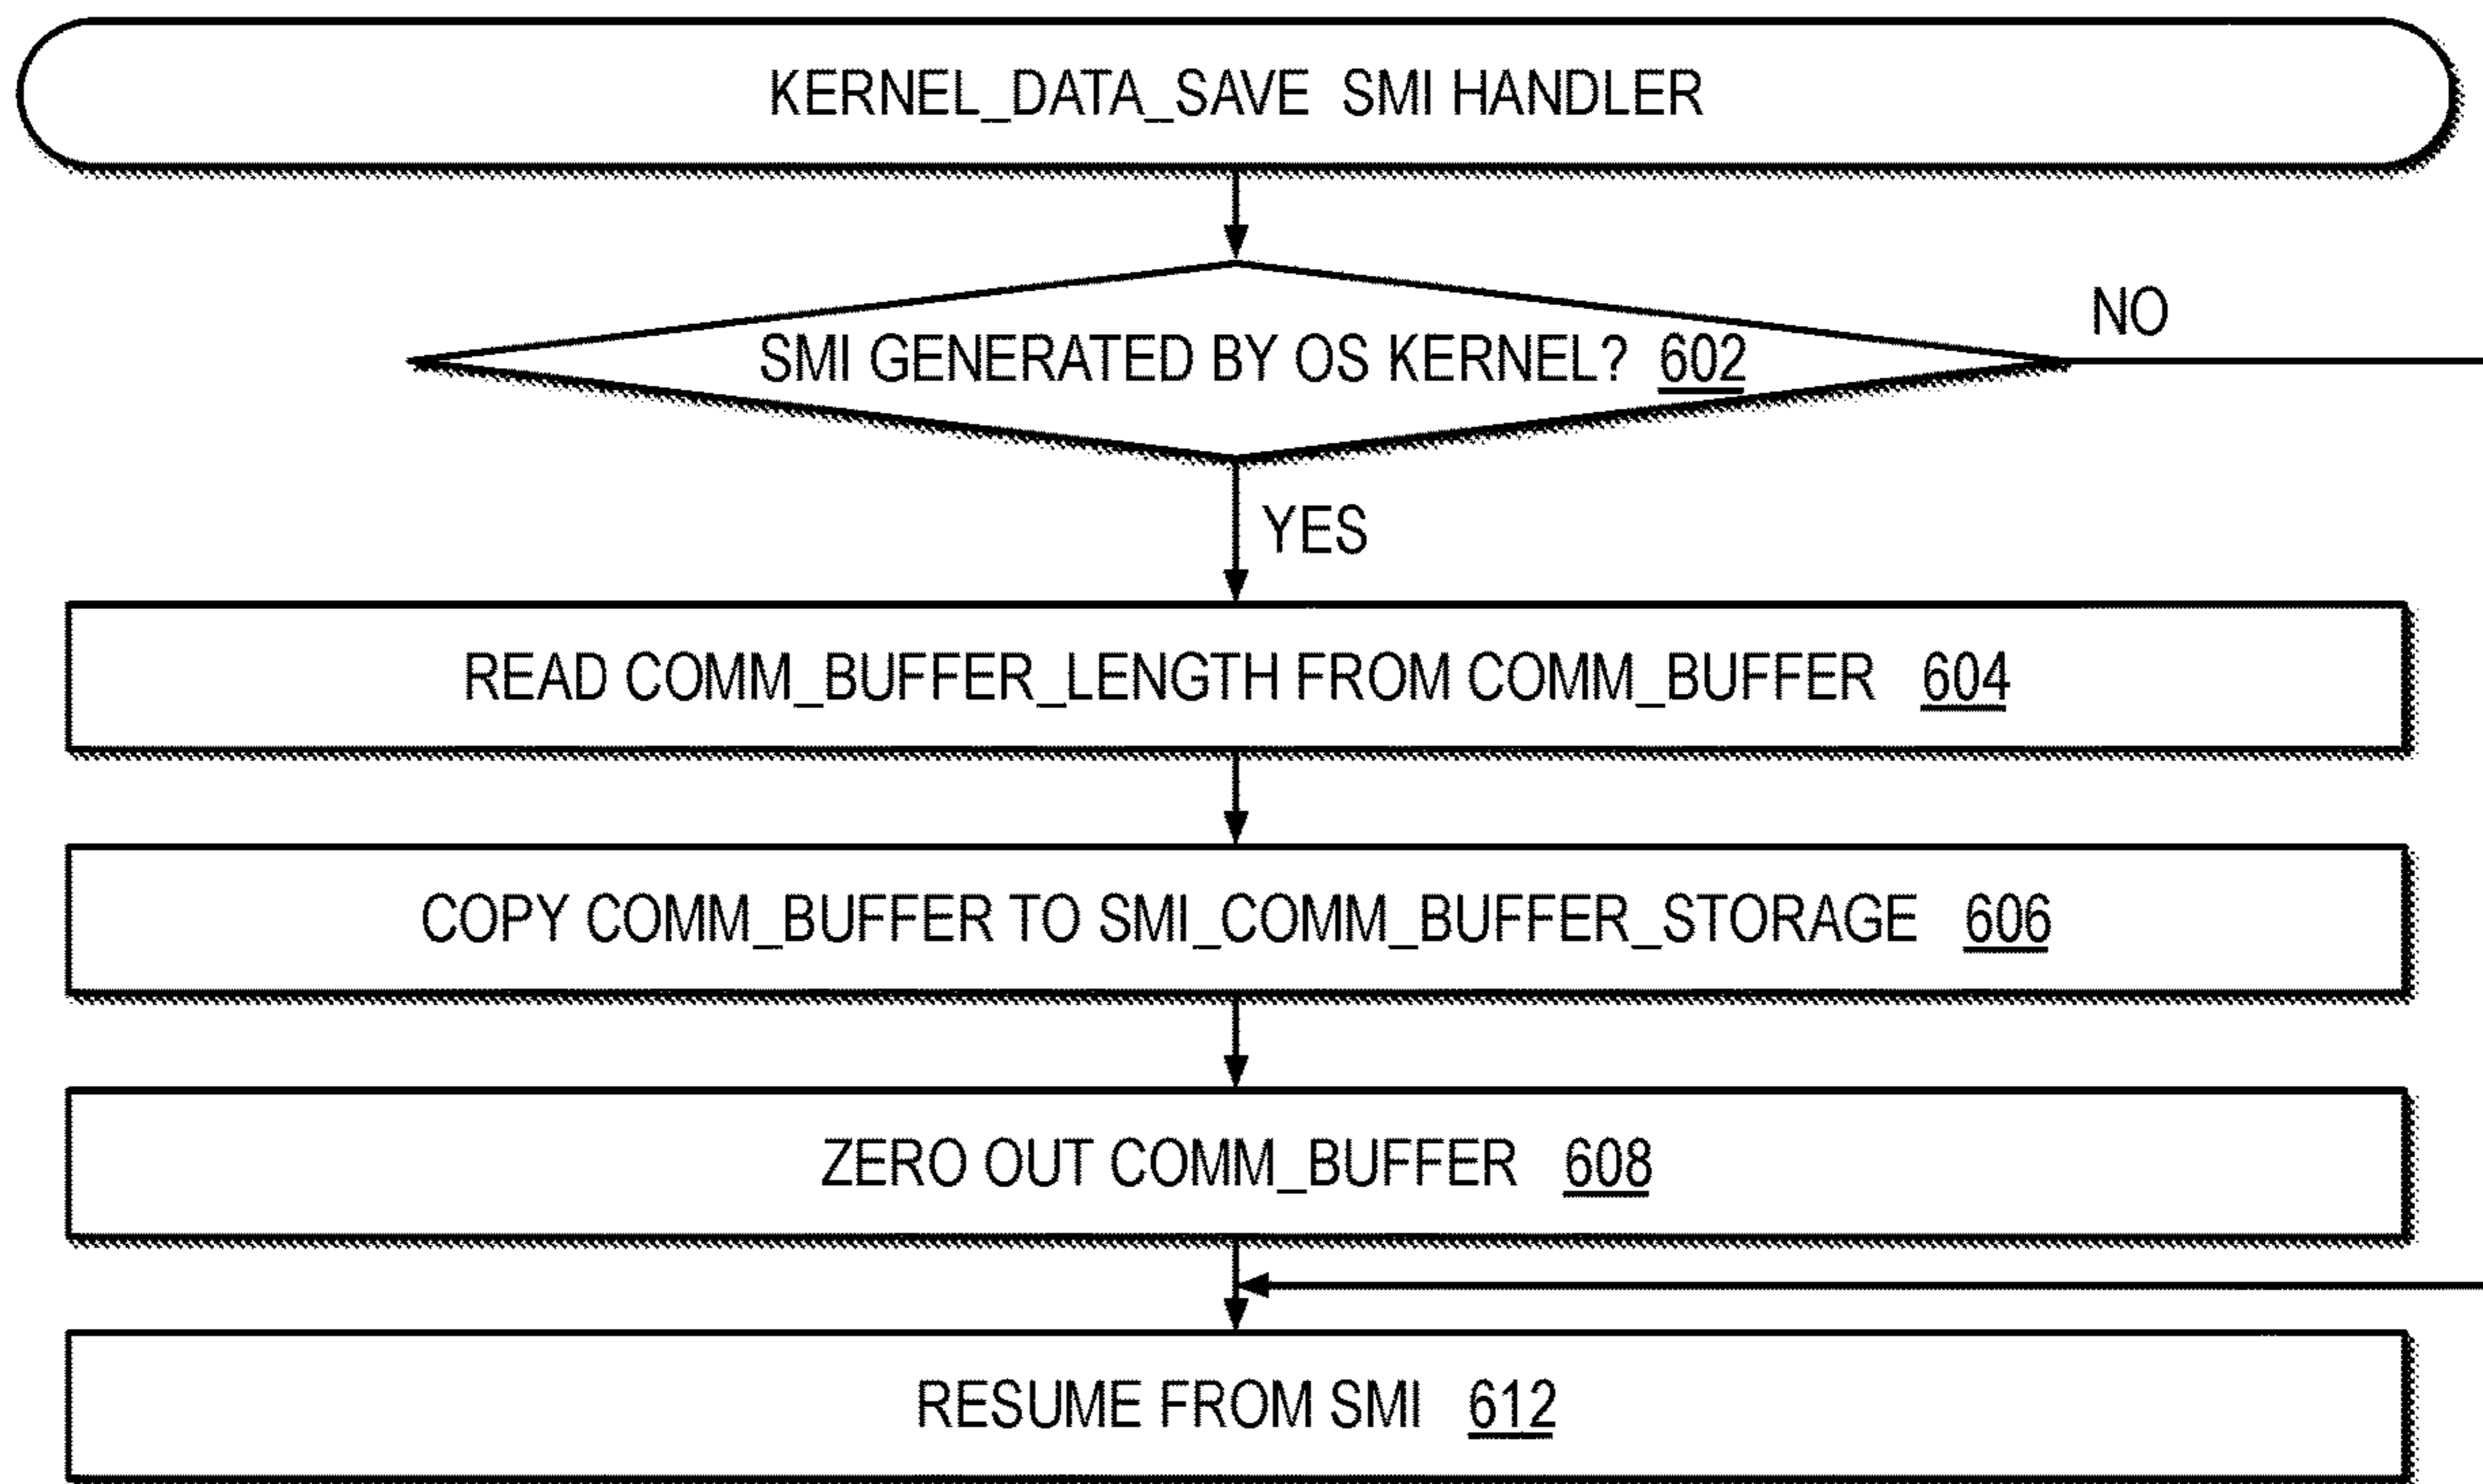 KERNEL_DATA_SAVE SMI HANDLER
NO
SMI GENERATED BY OS KERNEL? 602
YES
READ COMM_BUFFER_LENGTH FROM COMM_BUFFER 604
COPY COMM_BUFFER TO SMI_COMM_BUFFER_STORAGE 606
ZERO OUT COMM_BUFFER 608
RESUME FROM SMI 612